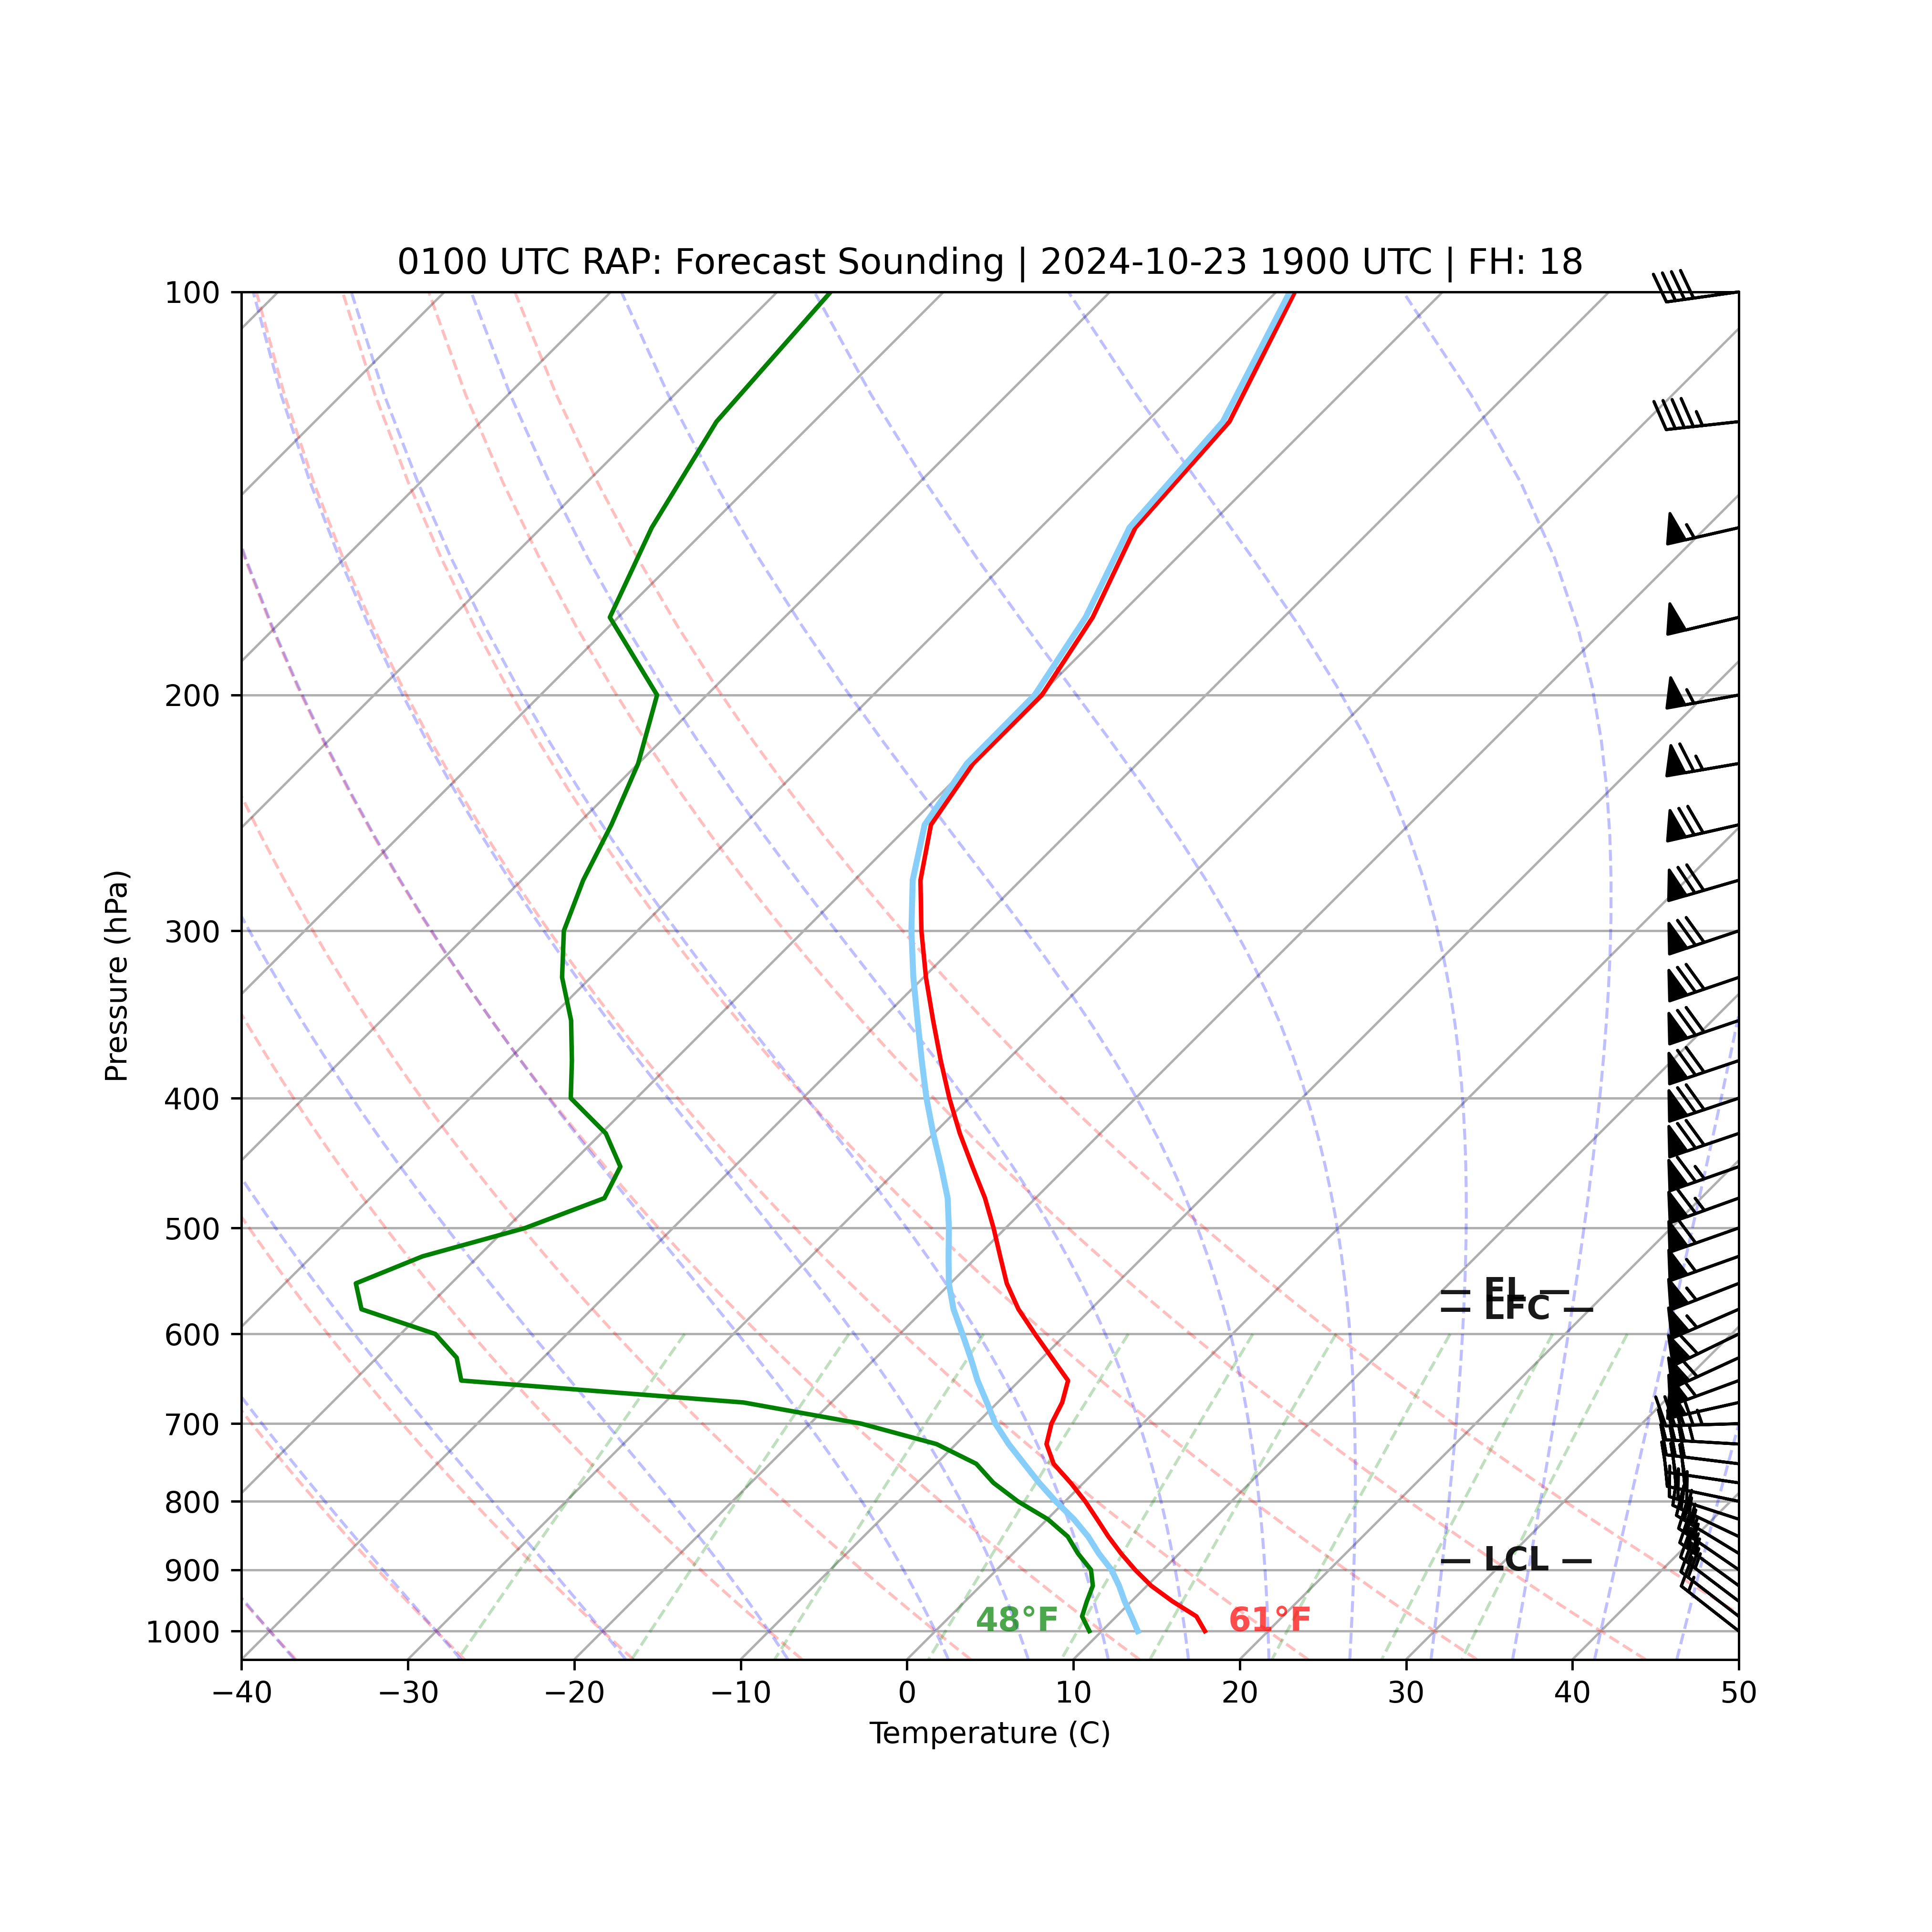 0100 UTC RAP: Forecast Sounding | 2024-10-23 1900 UTC | FH: 18
100
200
300
400
500
600
700
800
900
1000
Pressure (hPa)
— EL —
— LFC —
— LCL —
48°F
61°F
−40 −30 −20 −10 0 10 20 30 40 50
Temperature (C)